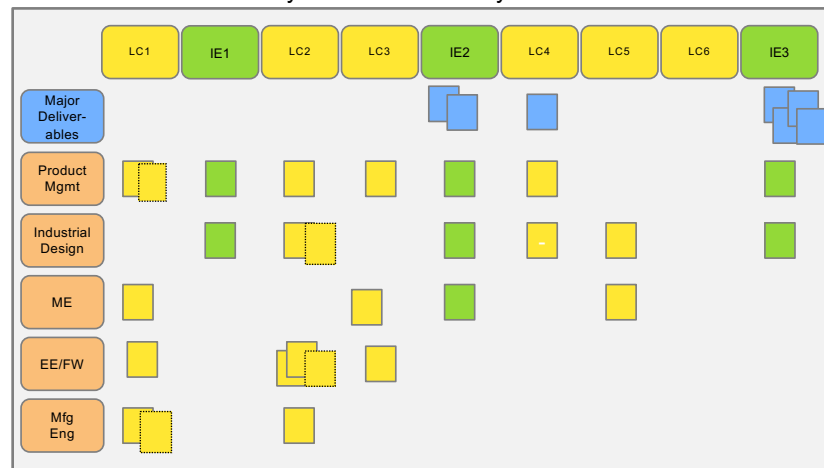 LC1 IE1 LC2 LC3 IE2 LC4 LC5 LC6 IE3
Major
Deliver-
ables
Product
Mgmt
Industrial
Design
-
ME
EE/FW
Mfg
Eng